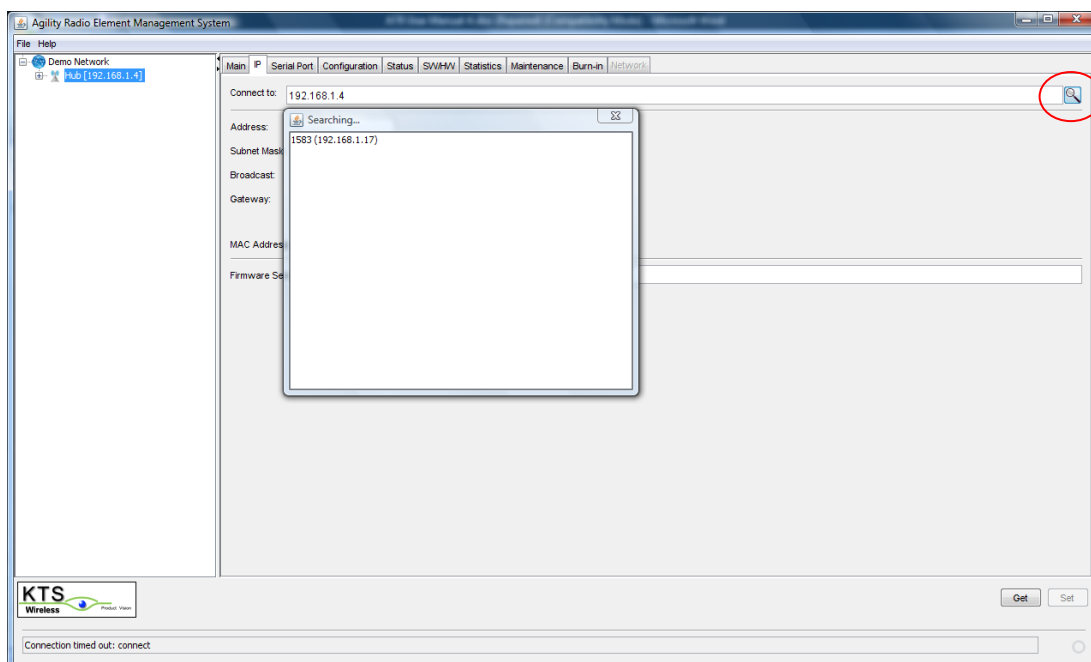 Agility Radio Element Management System
File Help
Demo Network
Hub [192.168.1.4]
Main IP Serial Port Configuration Status SW/HW Statistics Maintenance Burn-in Network
Connect to: 192.168.1.4
Searching...
1583 (192.168.1.17)
Address:
Subnet Mask
Broadcast:
Gateway:
MAC Addres
Firmware Se
KTS
Wireless
Product Vision
Get Set
Connection timed out: connect